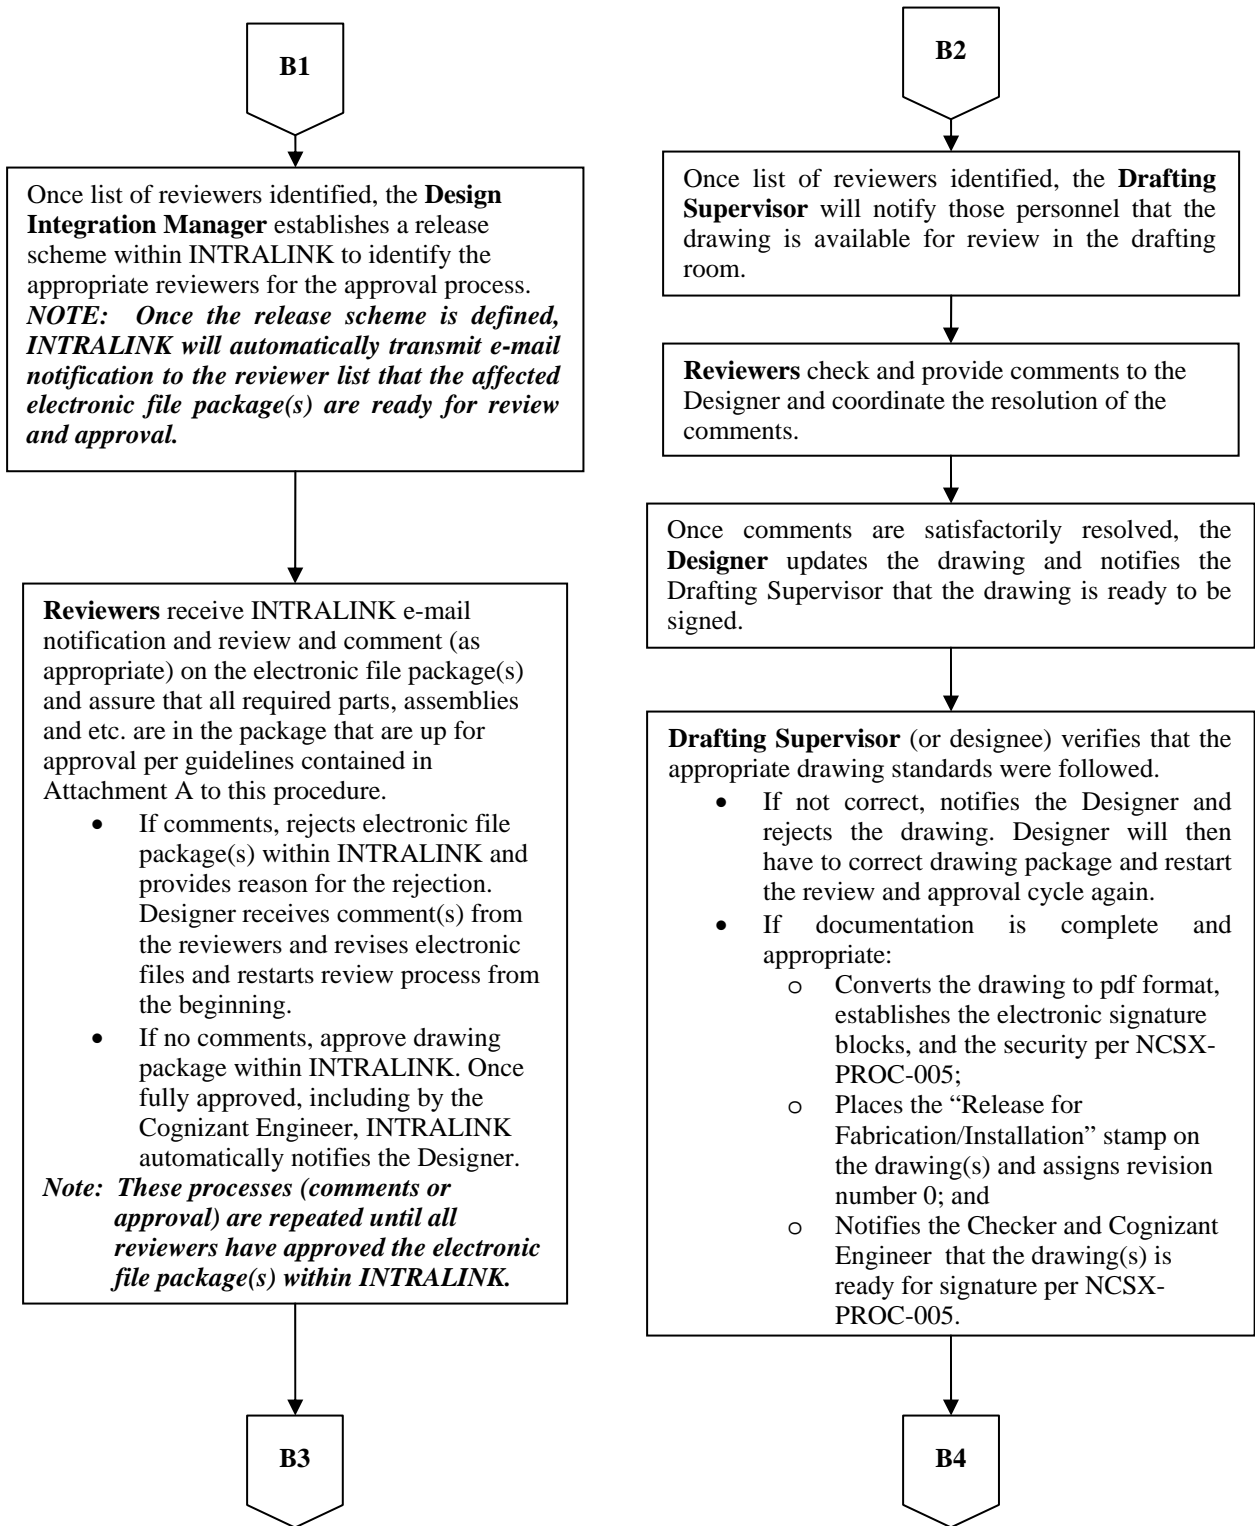 B1
Once list of reviewers identified, the Design
Integration Manager establishes a release
scheme within INTRALINK to identify the
appropriate reviewers for the approval process.
NOTE: Once the release scheme is defined,
INTRALINK will automatically transmit e-mail
notification to the reviewer list that the affected
electronic file package(s) are ready for review
and approval.
Reviewers receive INTRALINK e-mail
notification and review and comment (as
appropriate) on the electronic file package(s)
and assure that all required parts, assemblies
and etc. are in the package that are up for
approval per guidelines contained in
Attachment A to this procedure.
• If comments, rejects electronic file
package(s) within INTRALINK and
provides reason for the rejection.
Designer receives comment(s) from
the reviewers and revises electronic
files and restarts review process from
the beginning.
• If no comments, approve drawing
package within INTRALINK. Once
fully approved, including by the
Cognizant Engineer, INTRALINK
automatically notifies the Designer.
Note: These processes (comments or
approval) are repeated until all
reviewers have approved the electronic
file package(s) within INTRALINK.
B3
B2
Once list of reviewers identified, the Drafting
Supervisor will notify those personnel that the
drawing is available for review in the drafting
room.
Reviewers check and provide comments to the
Designer and coordinate the resolution of the
comments.
Once comments are satisfactorily resolved, the
Designer updates the drawing and notifies the
Drafting Supervisor that the drawing is ready to be
signed.
Drafting Supervisor (or designee) verifies that the
appropriate drawing standards were followed.
• If not correct, notifies the Designer and
rejects the drawing. Designer will then
have to correct drawing package and restart
the review and approval cycle again.
• If documentation is complete and
appropriate:
o Converts the drawing to pdf format,
establishes the electronic signature
blocks, and the security per NCSX-
PROC-005;
o Places the “Release for
Fabrication/Installation” stamp on
the drawing(s) and assigns revision
number 0; and
o Notifies the Checker and Cognizant
Engineer that the drawing(s) is
ready for signature per NCSX-
PROC-005.
B4